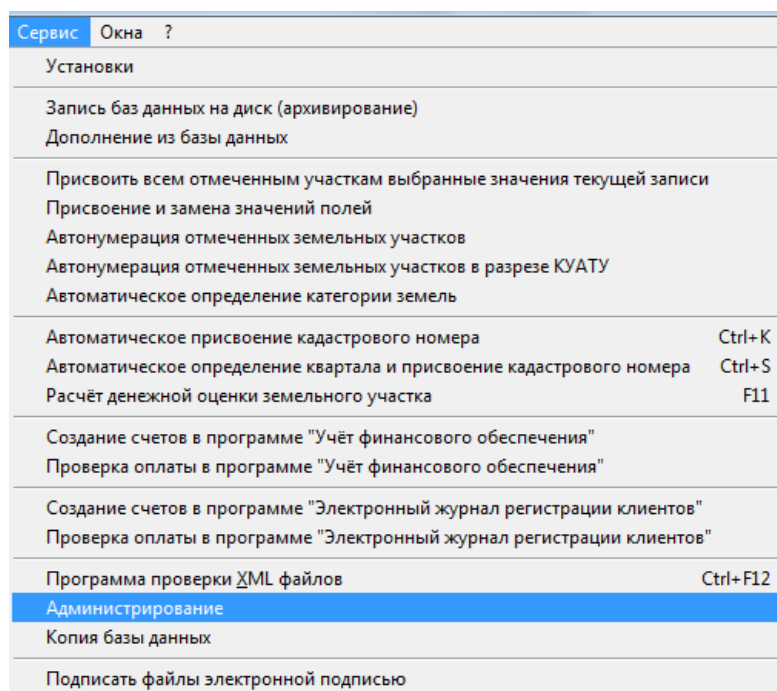 Сервис Окна ?
Установки
Запись баз данных на диск (архивирование)
Дополнение из базы данных
Присвоить всем отмеченным участкам выбранные значения текущей записи
Присвоение и замена значений полей
Автонумерация отмеченных земельных участков
Автонумерация отмеченных земельных участков в разрезе КУАТУ
Автоматическое определение категории земель
Автоматическое присвоение кадастрового номера Ctrl+K
Автоматическое определение квартала и присвоение кадастрового номера Ctrl+S
Расчёт денежной оценки земельного участка F11
Создание счетов в программе "Учёт финансового обеспечения"
Проверка оплаты в программе "Учёт финансового обеспечения"
Создание счетов в программе "Электронный журнал регистрации клиентов"
Проверка оплаты в программе "Электронный журнал регистрации клиентов"
Программа проверки XML файлов Ctrl+F12
Администрирование
Копия базы данных
Подписать файлы электронной подписью